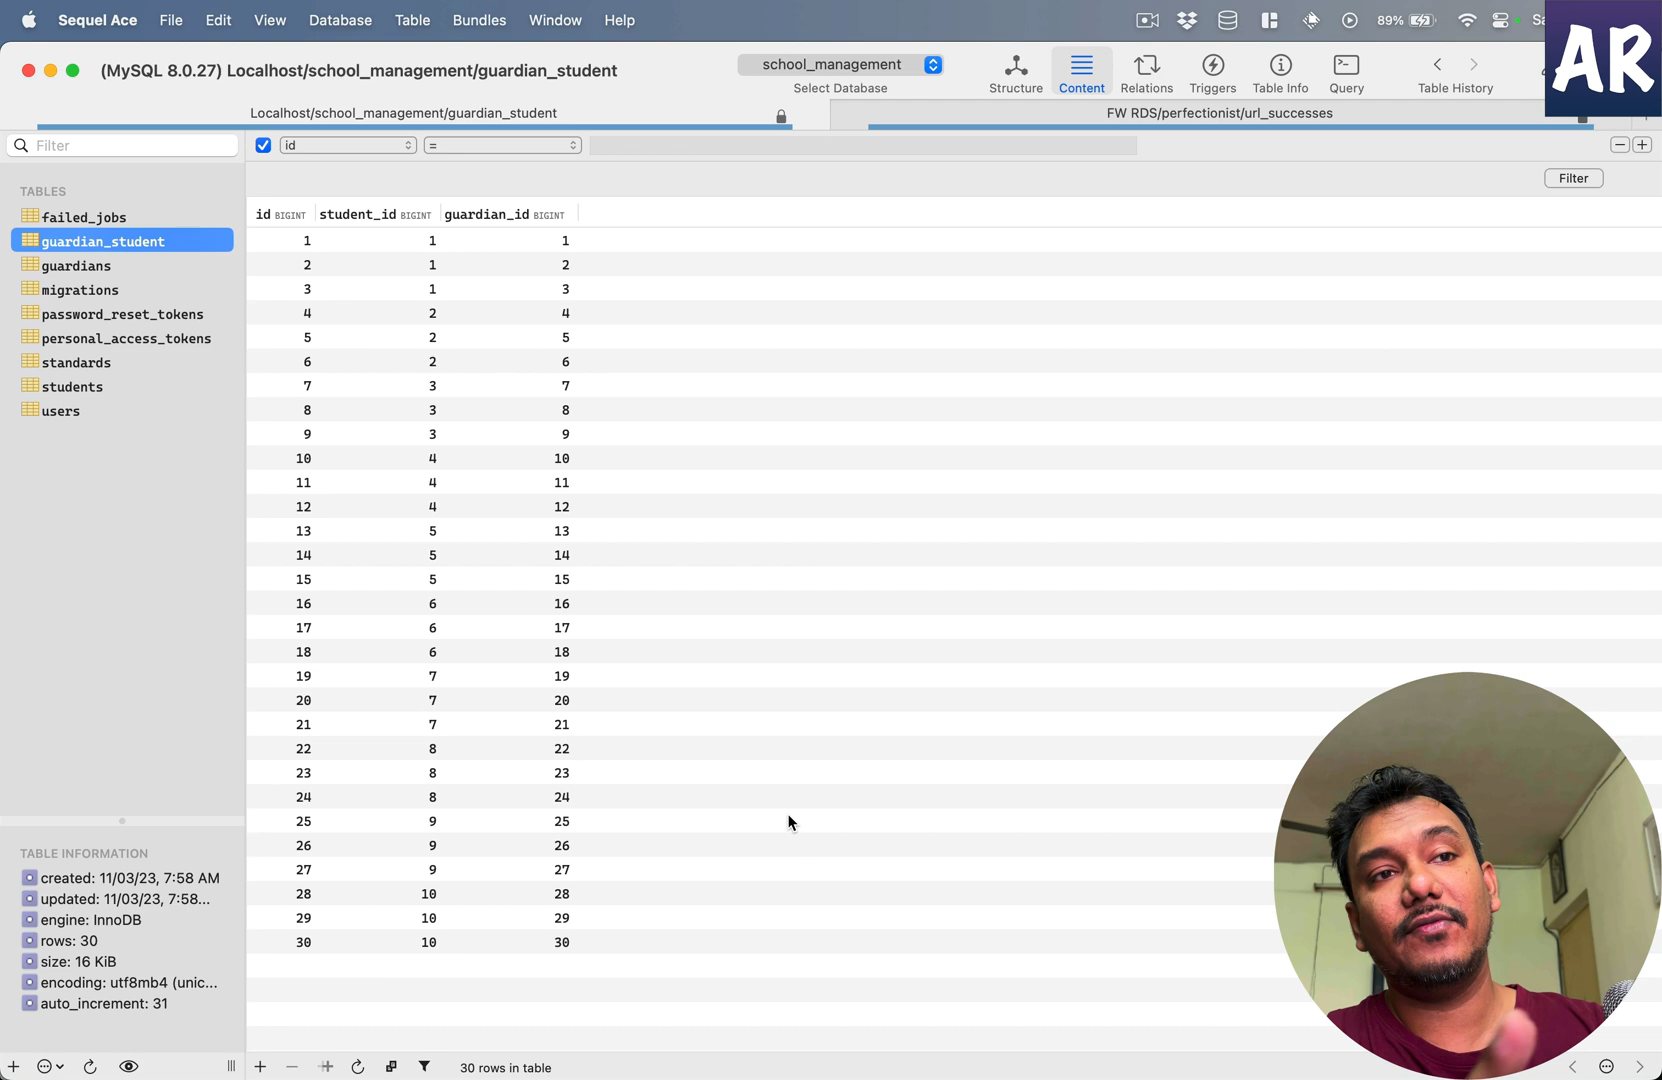 Sequel Ace File Edit View Database Table Bundles Window Help 89%
AR
(MySQL 8.0.27) Localhost/school_management/guardian_student
school_management
Select Database
Structure Content Relations Triggers Table Info Query Table History
Localhost/school_management/guardian_student
FW RDS/perfectionist/url_successes
Filter
id =
Filter
TABLES
failed_jobs
guardian_student
guardians
migrations
password_reset_tokens
personal_access_tokens
standards
students
users
id BIGINT student_id BIGINT guardian_id BIGINT
1 1 1
2 1 2
3 1 3
4 2 4
5 2 5
6 2 6
7 3 7
8 3 8
9 3 9
10 4 10
11 4 11
12 4 12
13 5 13
14 5 14
15 5 15
16 6 16
17 6 17
18 6 18
19 7 19
20 7 20
21 7 21
22 8 22
23 8 23
24 8 24
25 9 25
26 9 26
27 9 27
28 10 28
29 10 29
30 10 30
TABLE INFORMATION
created: 11/03/23, 7:58 AM
updated: 11/03/23, 7:58...
engine: InnoDB
rows: 30
size: 16 KiB
encoding: utf8mb4 (unic...
auto_increment: 31
30 rows in table